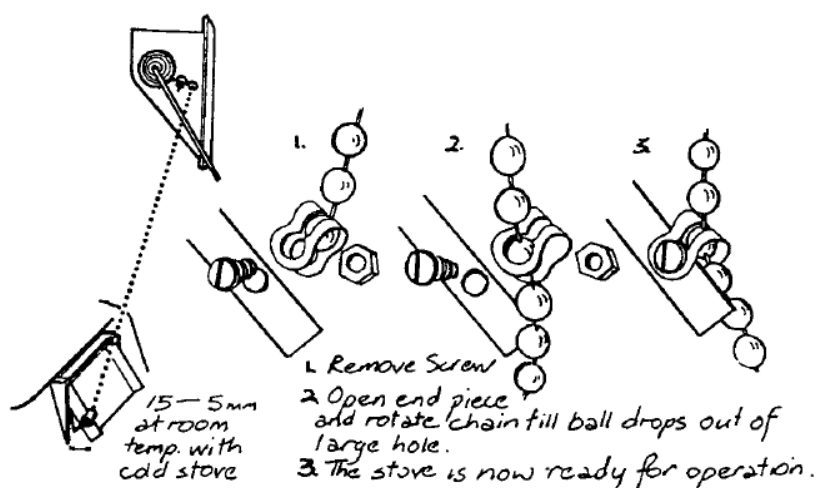 1.
2.
3.
15-5mm
at room
temp. with
cold stove
1. Remove Screw
2 Open end piece
and rotate chain till ball drops out of
large hole.
3. The stove is now ready for operation.